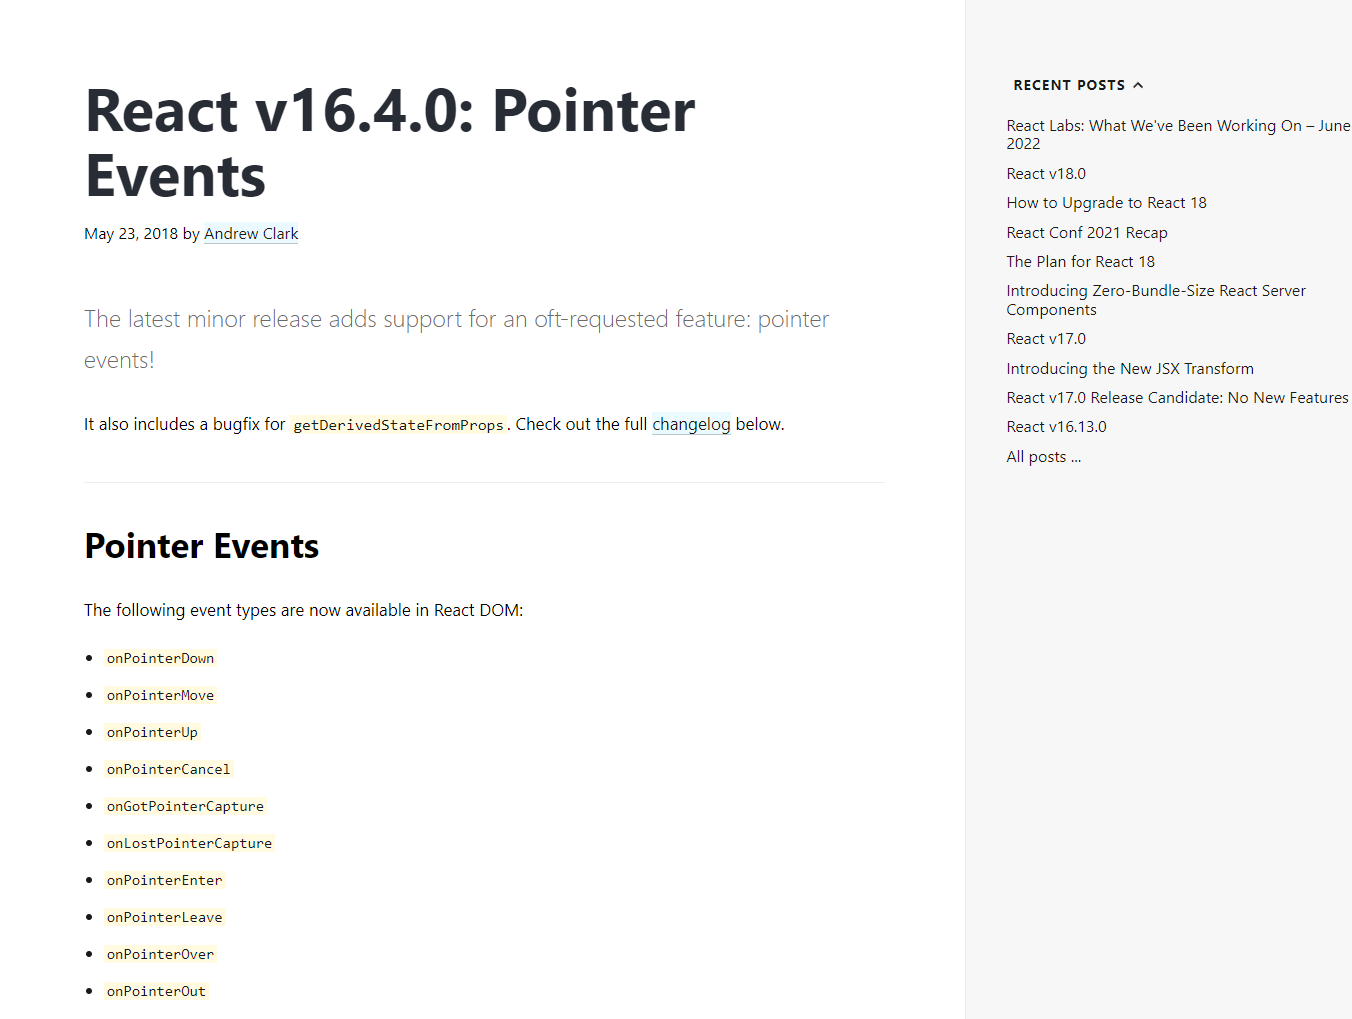 React v16.4.0: Pointer
Events
May 23, 2018 by Andrew Clark
The latest minor release adds support for an oft-requested feature: pointer
events!
It also includes a bugfix for getDerivedStateFromProps. Check out the full changelog below.
Pointer Events
The following event types are now available in React DOM:
• onPointerDown
• onPointerMove
• onPointerUp
• onPointerCancel
• onGotPointerCapture
• onLostPointerCapture
• onPointerEnter
• onPointerLeave
• onPointerOver
• onPointerOut
RECENT POSTS
React Labs: What We've Been Working On – June
2022
React v18.0
How to Upgrade to React 18
React Conf 2021 Recap
The Plan for React 18
Introducing Zero-Bundle-Size React Server
Components
React v17.0
Introducing the New JSX Transform
React v17.0 Release Candidate: No New Features
React v16.13.0
All posts ...